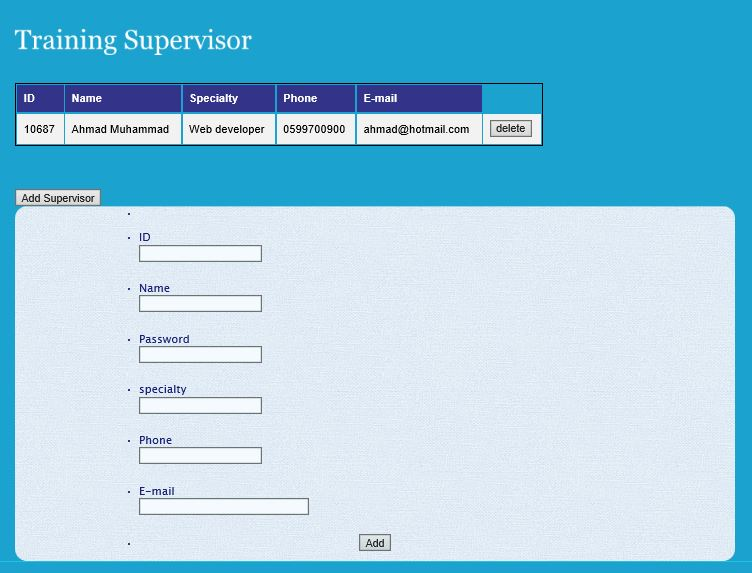 Training Supervisor
ID Name Specialty Phone E-mail
10687 Ahmad Muhammad Web developer 0599700900 ahmad@hotmail.com delete
Add Supervisor
ID
Name
Password
specialty
Phone
E-mail
Add